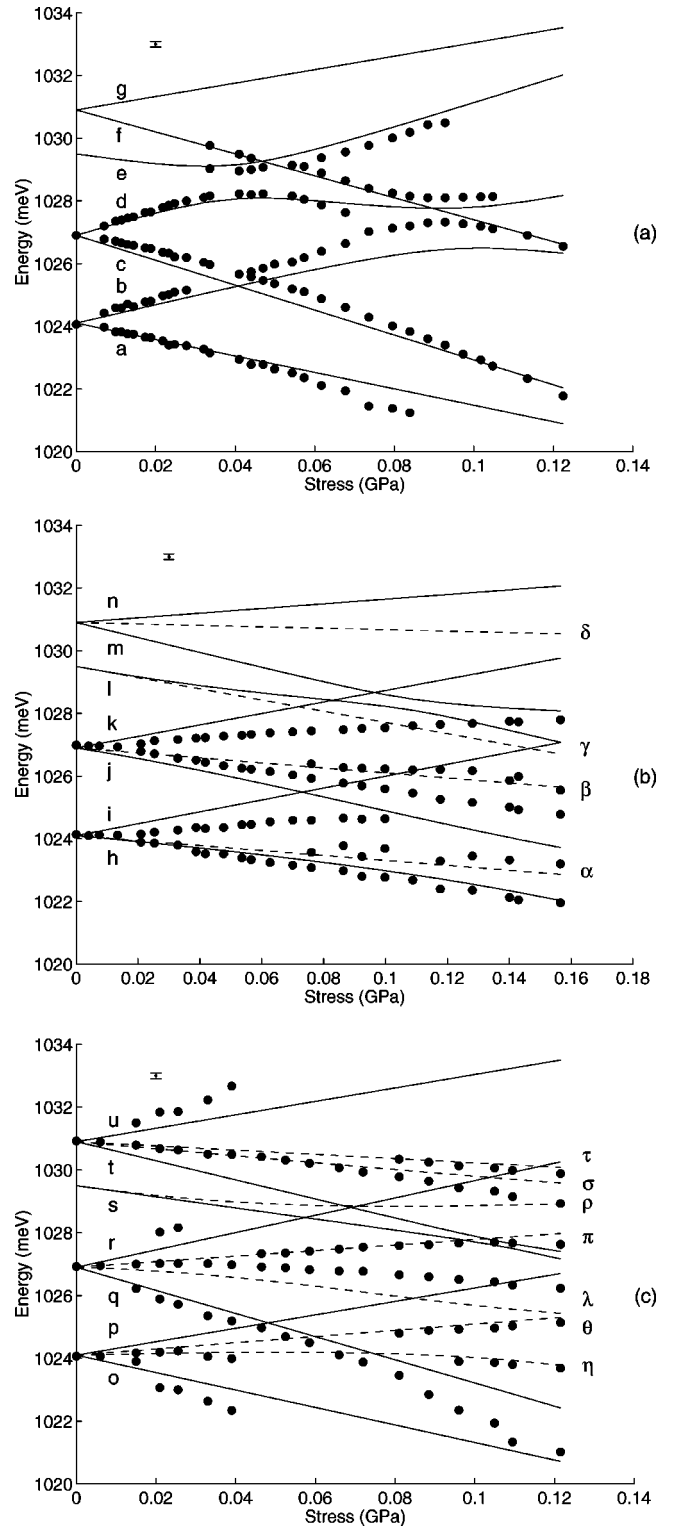 1034
1032
1030
1028
1026
1024
1022
1020
Energy (meV)
g
f
e
d
c
b
a
(a)
0 0.02 0.04 0.06 0.08 0.1 0.12 0.14
Stress (GPa)
1034
1032
1030
1028
1026
1024
1022
1020
Energy (meV)
n
m
l
k
j
i
h
δ
γ
β
α
(b)
0 0.02 0.04 0.06 0.08 0.1 0.12 0.14 0.16 0.18
Stress (GPa)
1034
1032
1030
1028
1026
1024
1022
1020
Energy (meV)
u
t
s
r
q
p
o
τ
σ
ρ
π
λ
θ
η
(c)
0 0.02 0.04 0.06 0.08 0.1 0.12 0.14
Stress (GPa)